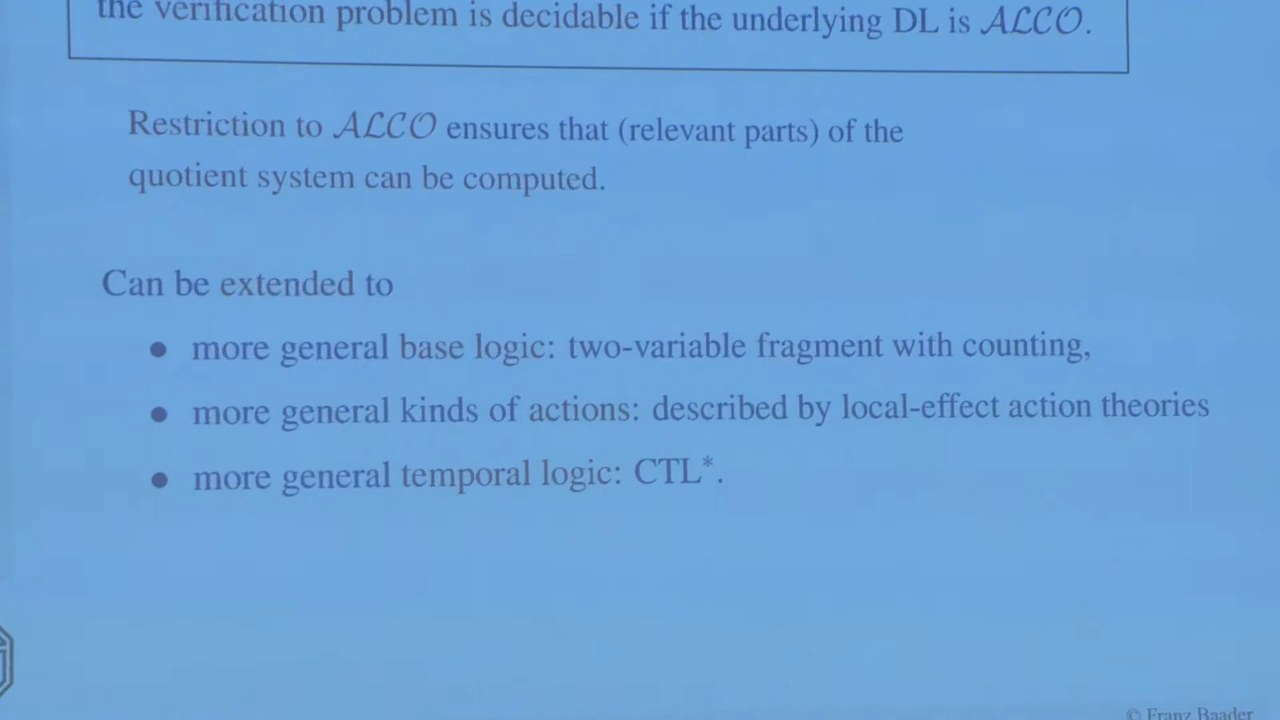 the verification problem is decidable if the underlying DL is 𝒜ℒ𝒞𝒪.
Restriction to 𝒜ℒ𝒞𝒪 ensures that (relevant parts) of the
quotient system can be computed.
Can be extended to
• more general base logic: two-variable fragment with counting,
• more general kinds of actions: described by local-effect action theories
• more general temporal logic: CTL*.
© Franz Baader